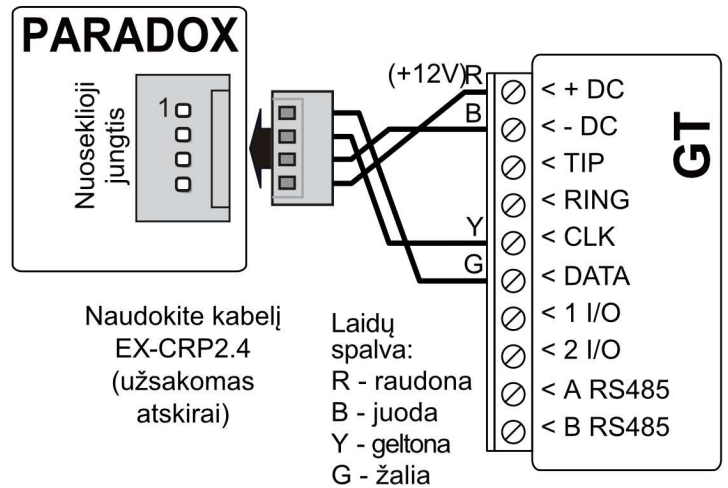 PARADOX
Nuoseklioji
jungtis
1
(+12V)
R
B
Y
G
< + DC
< - DC
< TIP
< RING
< CLK
< DATA
< 1 I/O
< 2 I/O
< A RS485
< B RS485
GT
Naudokite kabelį
EX-CRP2.4
(užsakomas
atskirai)
Laidų
spalva:
R - raudona
B - juoda
Y - geltona
G - žalia